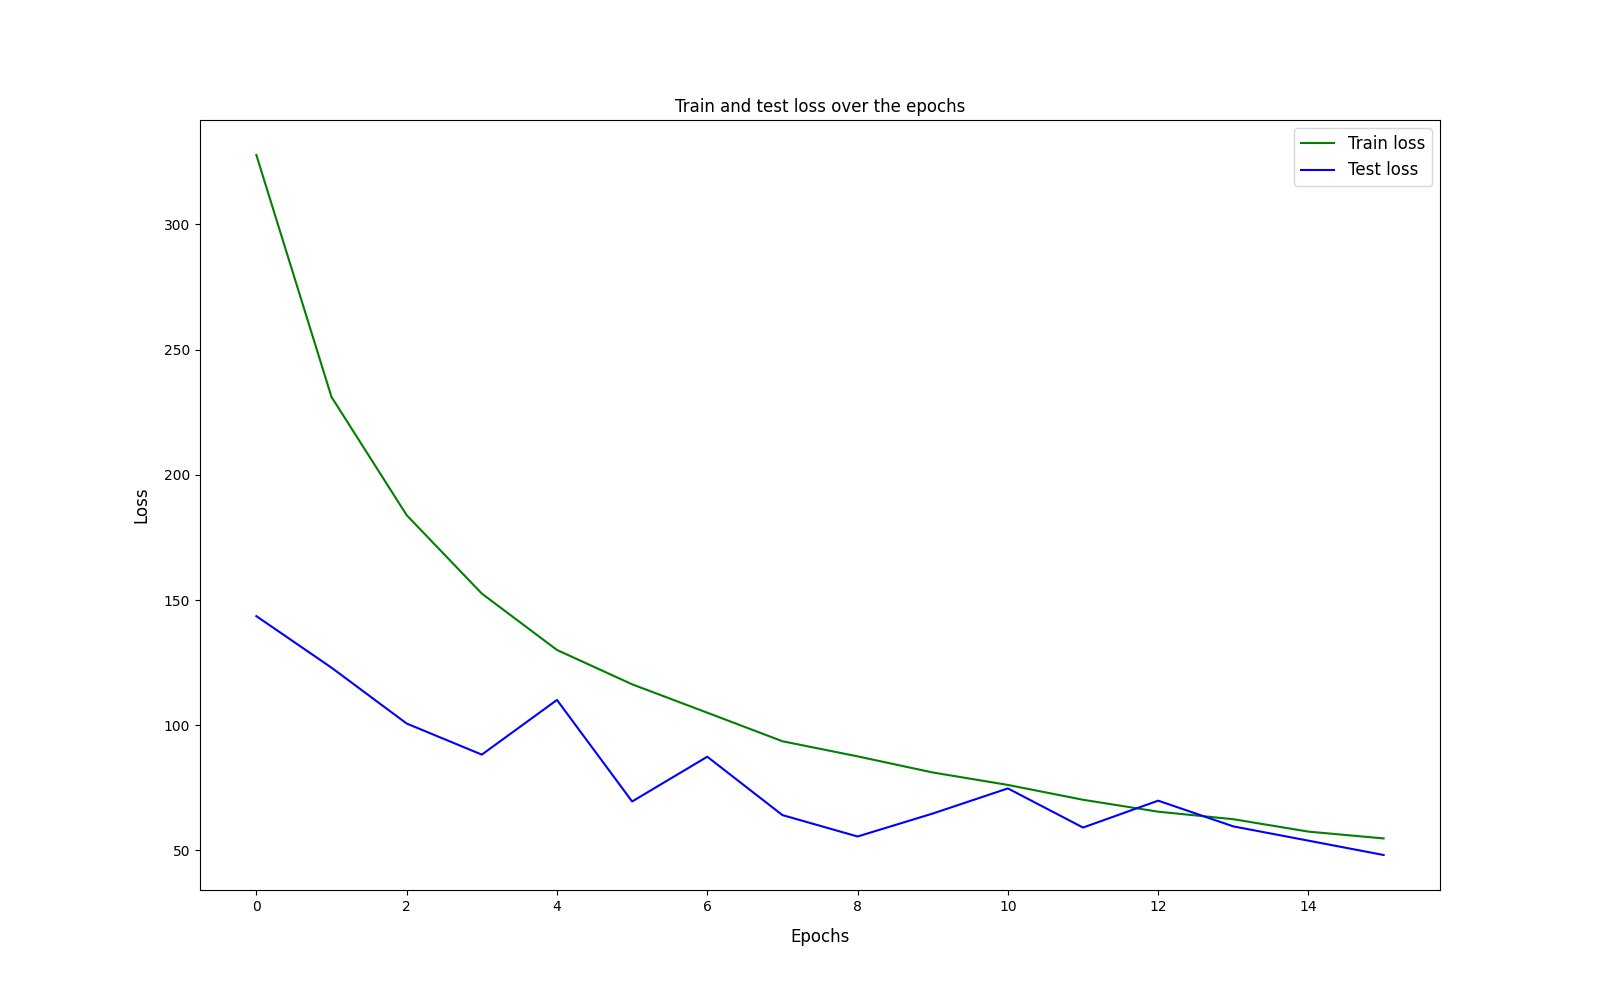 Train and test loss over the epochs
Train loss
Test loss
300
250
200
150
100
50
Loss
0 2 4 6 8 10 12 14
Epochs